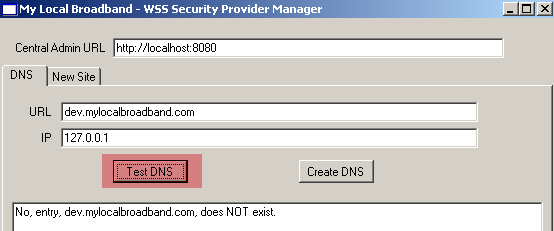 My Local Broadband - WSS Security Provider Manager
Central Admin URL http://localhost:8080
DNS New Site
URL dev.mylocalbroadband.com
IP 127.0.0.1
Test DNS Create DNS
No, entry, dev.mylocalbroadband.com, does NOT exist.